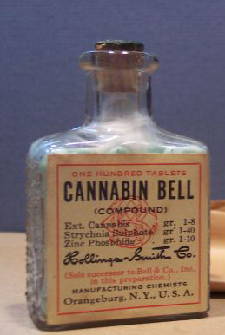 ONE HUNDRED TABLETS
CANNABIN BELL
(COMPOUND)
Ext. Cannabis gr. 1-8
Strychnia Sulphate gr. 1-40
Zinc Phosphide gr. 1-10
Hollings-Smith Co.
(Sole successor to Bell & Co., Inc.
in this preparation.)
MANUFACTURING CHEMISTS
Orangeburg, N. Y., U. S. A.